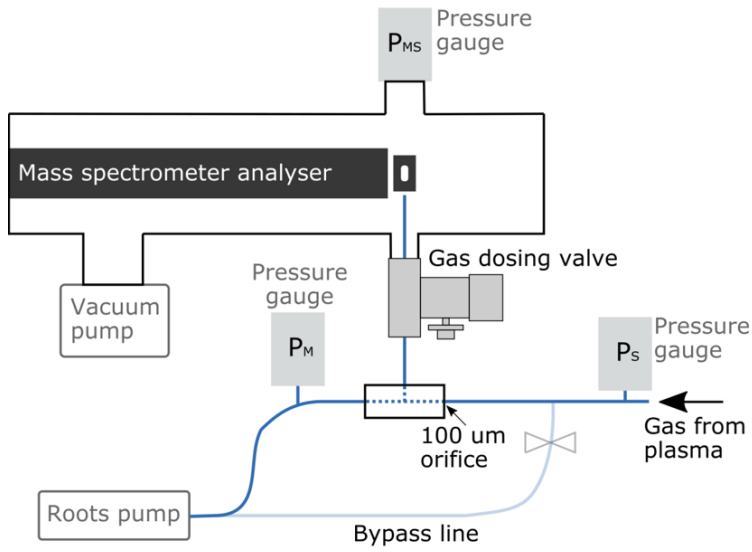 Pressure
gauge
PMS
Mass spectrometer analyser
Gas dosing valve
Pressure
gauge
Vacuum
pump
PM
Pressure
gauge
PS
100 um
orifice
Gas from
plasma
Roots pump
Bypass line